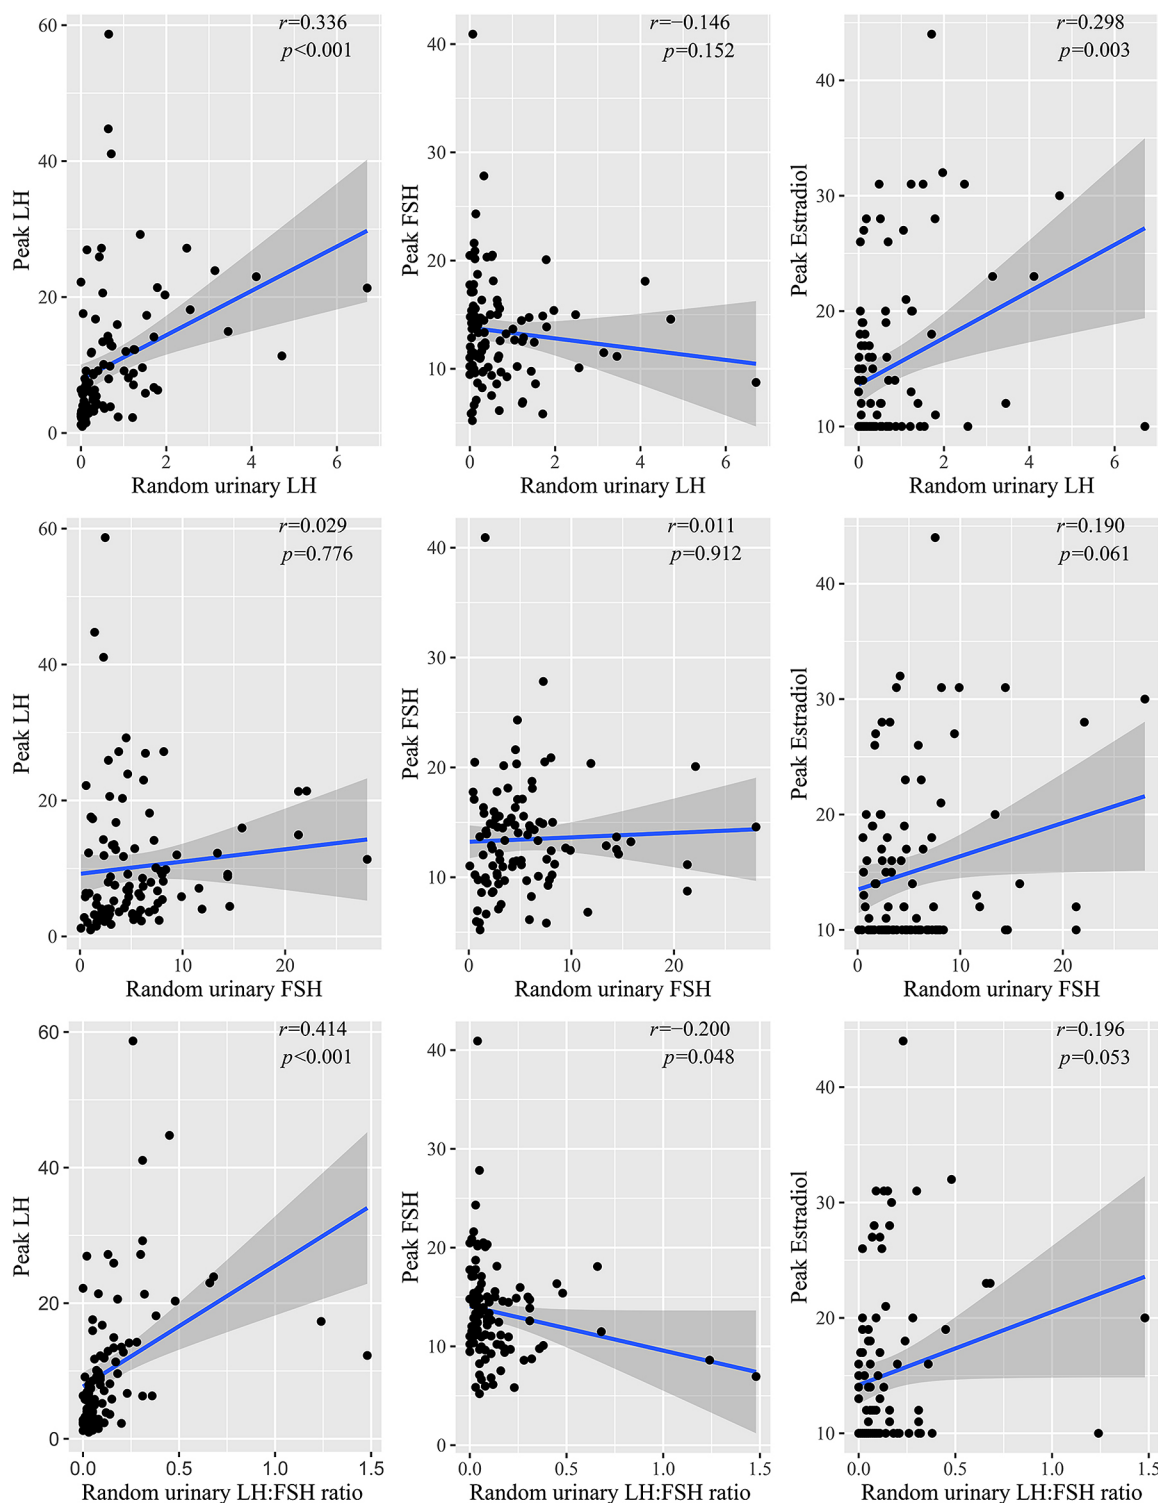 r=0.336
p<0.001
60
40
20
0
Peak LH
0 2 4 6
Random urinary LH
r=−0.146
p=0.152
40
30
20
10
Peak FSH
0 2 4 6
Random urinary LH
r=0.298
p=0.003
40
30
20
10
Peak Estradiol
0 2 4 6
Random urinary LH
r=0.029
p=0.776
60
40
20
0
Peak LH
0 10 20
Random urinary FSH
r=0.011
p=0.912
40
30
20
10
Peak FSH
0 10 20
Random urinary FSH
r=0.190
p=0.061
40
30
20
10
Peak Estradiol
0 10 20
Random urinary FSH
r=0.414
p<0.001
60
40
20
0
Peak LH
0.0 0.5 1.0 1.5
Random urinary LH:FSH ratio
r=−0.200
p=0.048
40
30
20
10
0
Peak FSH
0.0 0.5 1.0 1.5
Random urinary LH:FSH ratio
r=0.196
p=0.053
40
30
20
10
Peak Estradiol
0.0 0.5 1.0 1.5
Random urinary LH:FSH ratio